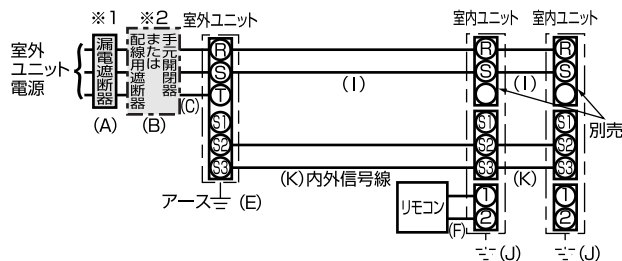 ※1 ※2 室外ユニット 室内ユニット 室内ユニット
室外
ユニット
電源
漏電遮断器
手元開閉器
または
配線用遮断器
(A)
(B)
(C)
R
S
T
S1
S2
S3
アース
(E)
(I)
(K)内外信号線
R
S
S1
S2
S3
1
2
リモコン
(F)
(J)
(I)
(K)
R
S
S1
S2
S3
1
2
別売
(J)